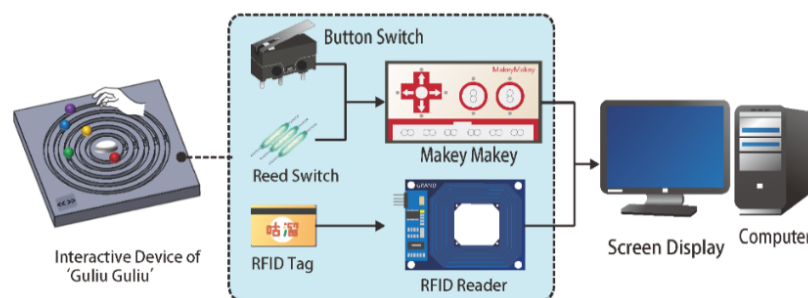 Button Switch
MakeyMakey
Makey Makey
Reed Switch
咕溜
RFID Tag
GRAND
RFID Reader
Interactive Device of
'Guliu Guliu'
Screen Display
Computer